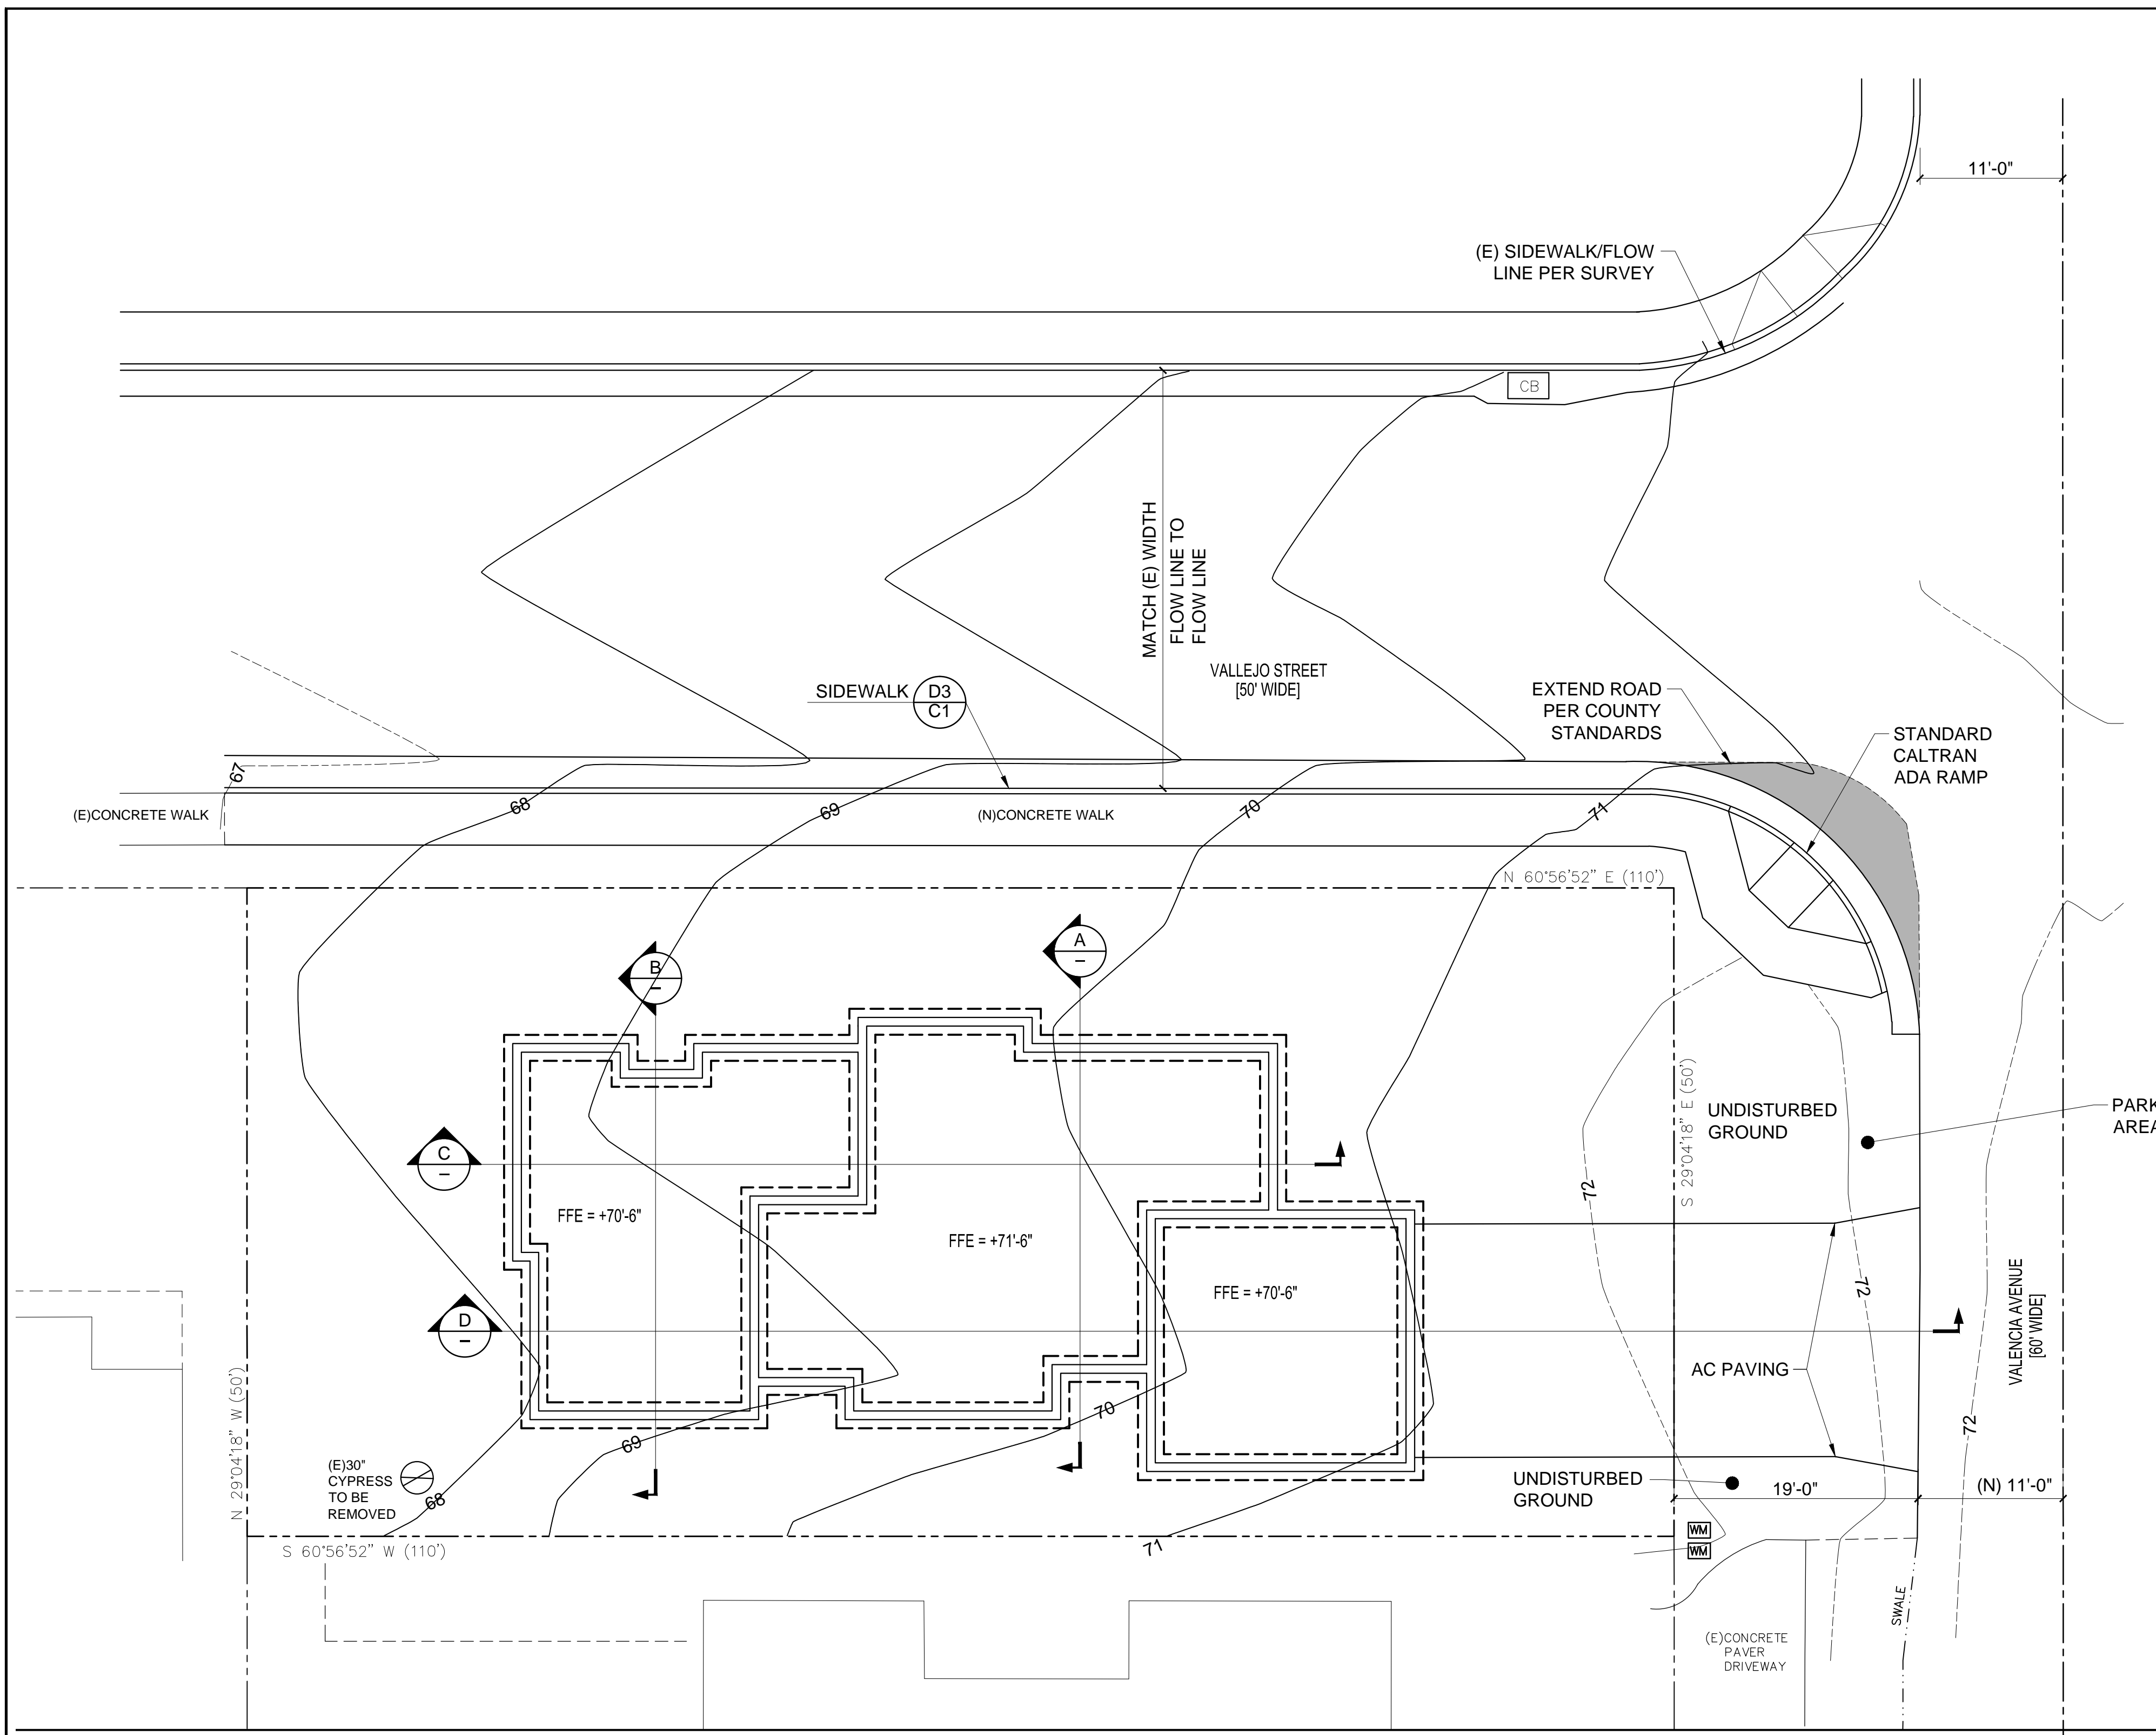 11'-0"
(E) SIDEWALK/FLOW
LINE PER SURVEY
CB
MATCH (E) WIDTH
FLOW LINE TO
FLOW LINE
VALLEJO STREET
[50' WIDE]
SIDEWALK
D3
C1
EXTEND ROAD
PER COUNTY
STANDARDS
STANDARD
CALTRAN
ADA RAMP
67
68
69
70
71
(E)CONCRETE WALK
(N)CONCRETE WALK
N 60°56'52" E (110')
A
–
B
–
S 29°04'18" E (50')
UNDISTURBED
GROUND
PARK
AREA
C
–
72
FFE = +70'-6"
FFE = +71'-6"
FFE = +70'-6"
72
VALENCIA AVENUE
[60' WIDE]
D
–
AC PAVING
N 29°04'18" W (50')
70
72
69
(E)30"
CYPRESS
TO BE
REMOVED
68
UNDISTURBED
GROUND
19'-0"
(N) 11'-0"
WM
WM
S 60°56'52" W (110')
71
SWALE
(E)CONCRETE
PAVER
DRIVEWAY